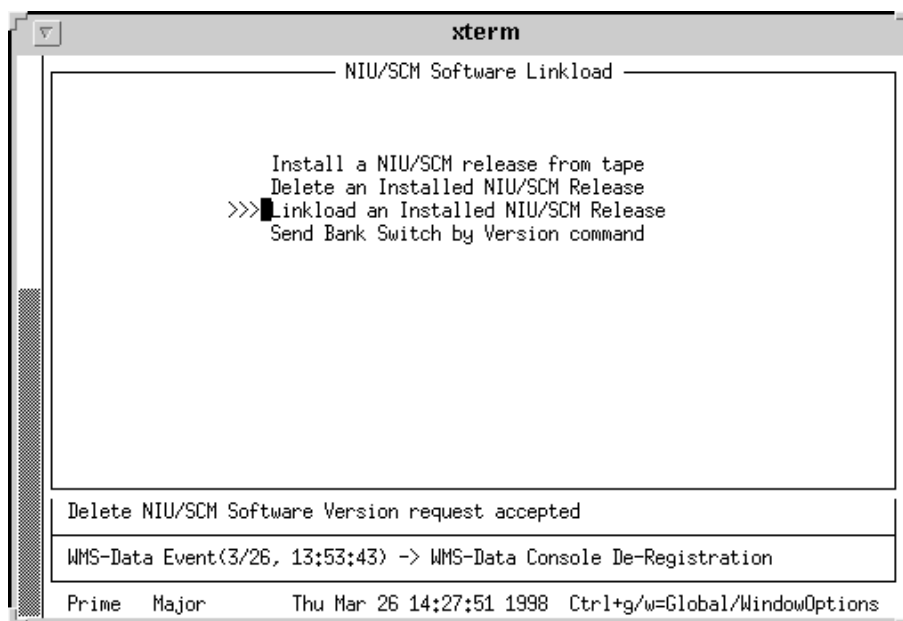 xterm
NIU/SCM Software Linkload
Install a NIU/SCM release from tape
Delete an Installed NIU/SCM Release
>>> Linkload an Installed NIU/SCM Release
Send Bank Switch by Version command
Delete NIU/SCM Software Version request accepted
WMS-Data Event(3/26, 13:53:43) -> WMS-Data Console De-Registration
Prime Major Thu Mar 26 14:27:51 1998 Ctrl+g/w=Global/WindowOptions